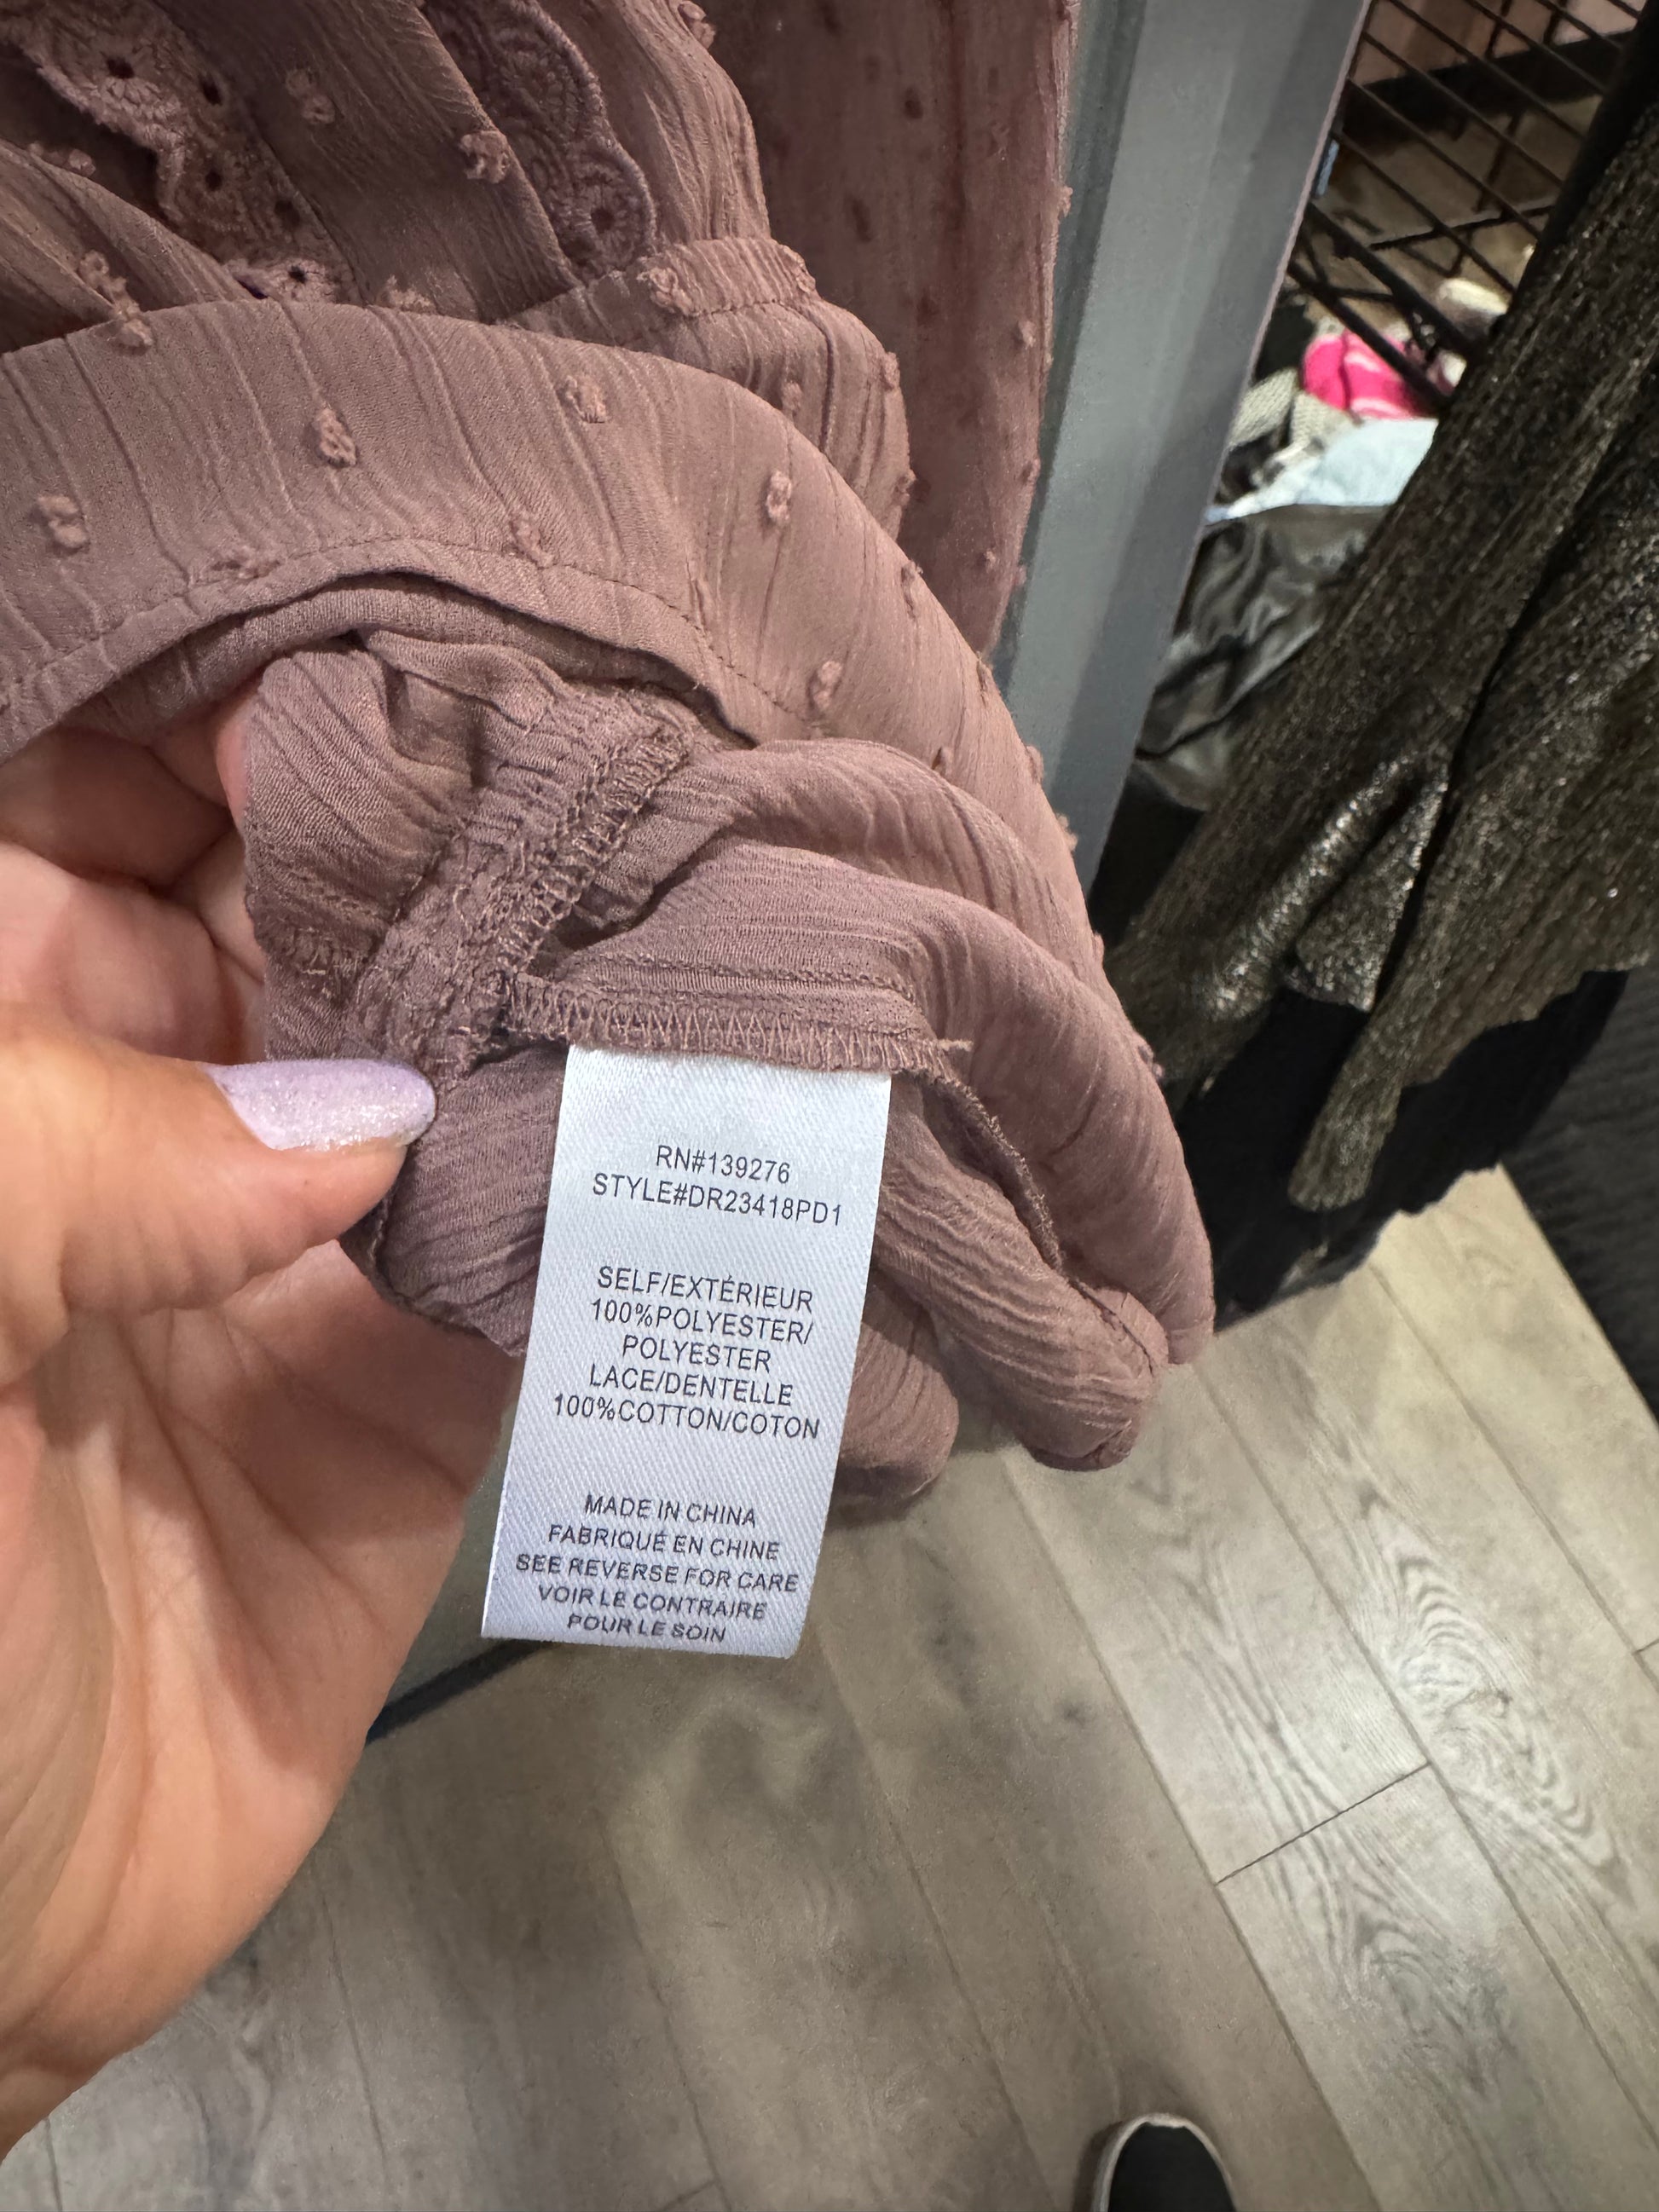 RN#139276
STYLE#DR23418PD1
SELF/EXTÉRIEUR
100%POLYESTER/
POLYESTER
LACE/DENTELLE
100%COTTON/COTON
MADE IN CHINA
FABRIQUÉ EN CHINE
SEE REVERSE FOR CARE
VOIR LE CONTRAIRE
POUR LE SOIN